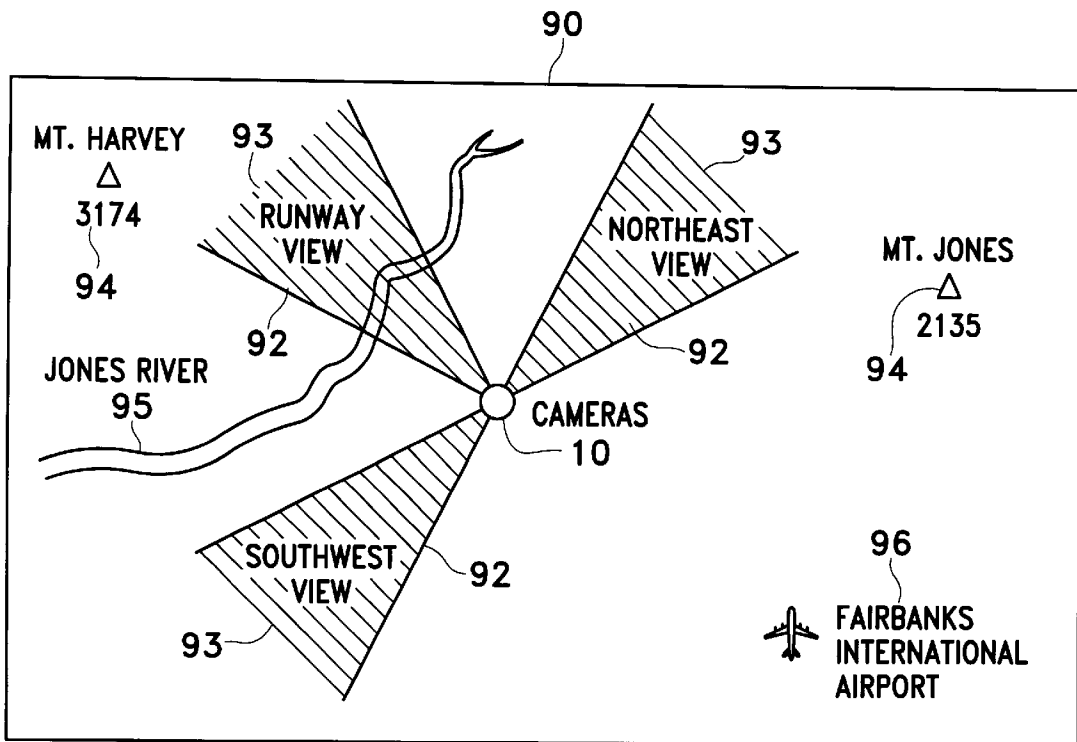 90
MT. HARVEY
3174
94
93
RUNWAY
VIEW
92
93
NORTHEAST
VIEW
92
MT. JONES
2135
94
JONES RIVER
95
CAMERAS
10
SOUTHWEST
VIEW
92
93
96
FAIRBANKS
INTERNATIONAL
AIRPORT